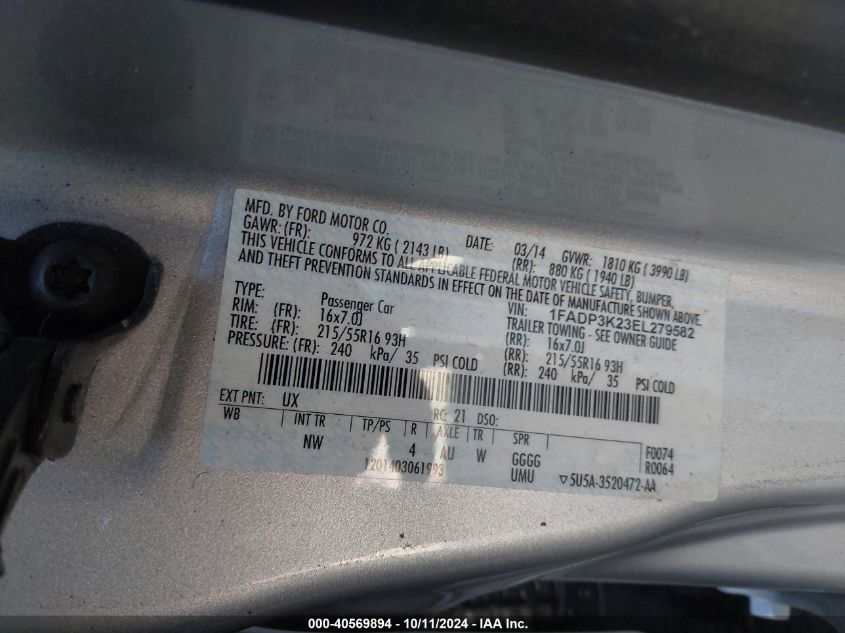 MFD. BY FORD MOTOR CO.
DATE: 03/14 GVWR: 1810 KG ( 3990 LB)
GAWR: (FR): 972 KG ( 2143 LB) (RR): 880 KG ( 1940 LB)
THIS VEHICLE CONFORMS TO ALL APPLICABLE FEDERAL MOTOR VEHICLE SAFETY, BUMPER,
AND THEFT PREVENTION STANDARDS IN EFFECT ON THE DATE OF MANUFACTURE SHOWN ABOVE.
VIN: 1FADP3K23EL279582
TYPE: Passenger Car TRAILER TOWING - SEE OWNER GUIDE
RIM: (FR): 16x7.0J (RR): 16x7.0J
TIRE: (FR): 215/55R16 93H (RR): 215/55R16 93H
PRESSURE: (FR): 240 kPa/ 35 PSI COLD (RR): 240 kPa/ 35 PSI COLD
EXT PNT: UX RC: 21 DSO:
WB INT TR TP/PS R AXLE TR SPR F0074
NW 4 AU W GGGG R0064
1201403061993 UMU ▽5U5A-3520472-AA
000-40569894 - 10/11/2024 - IAA Inc.